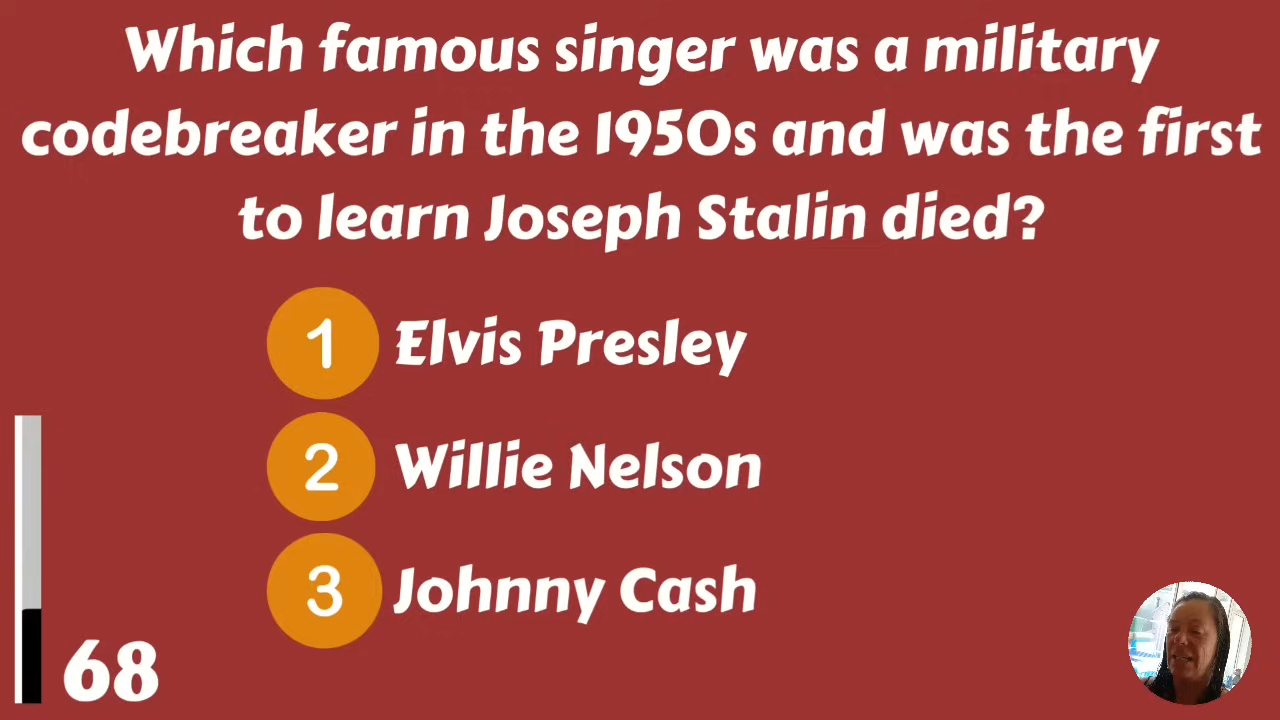 Which famous singer was a military
codebreaker in the 1950s and was the first
to learn Joseph Stalin died?
1 Elvis Presley
2 Willie Nelson
3 Johnny Cash
68